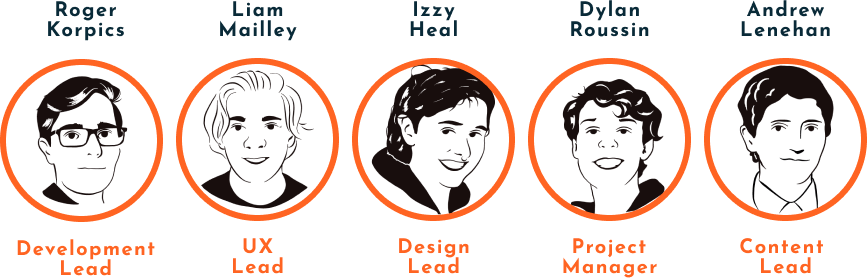 Roger
Korpics
Liam
Mailley
Izzy
Heal
Dylan
Roussin
Andrew
Lenehan
Development
Lead
UX
Lead
Design
Lead
Project
Manager
Content
Lead